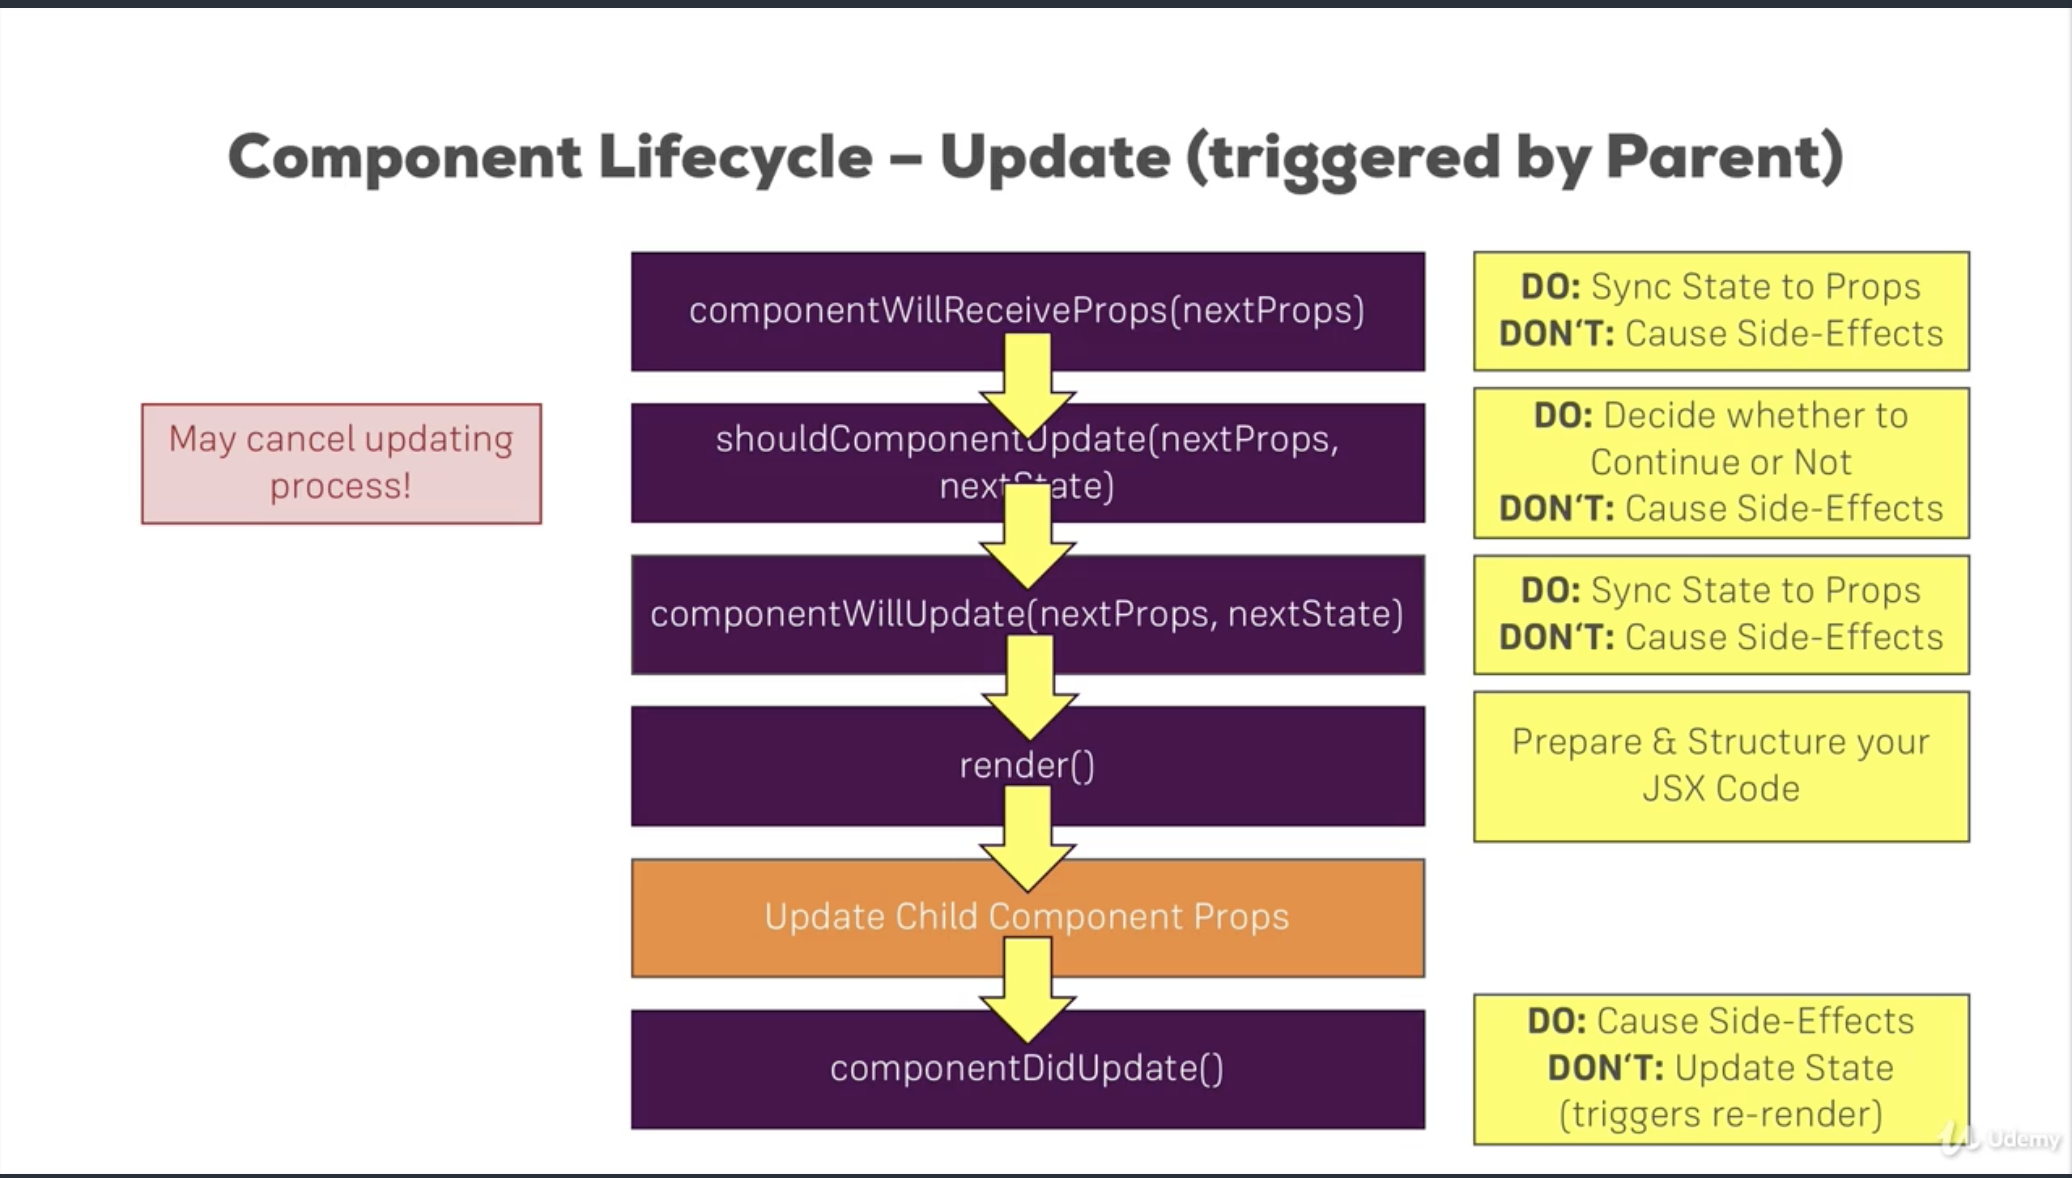 Component Lifecycle – Update (triggered by Parent)
componentWillReceiveProps(nextProps)
DO: Sync State to Props
DON‘T: Cause Side-Effects
May cancel updating
process!
shouldComponentUpdate(nextProps,
nextState)
DO: Decide whether to
Continue or Not
DON‘T: Cause Side-Effects
componentWillUpdate(nextProps, nextState)
DO: Sync State to Props
DON‘T: Cause Side-Effects
render()
Prepare & Structure your
JSX Code
Update Child Component Props
componentDidUpdate()
DO: Cause Side-Effects
DON‘T: Update State
(triggers re-render)
Udemy